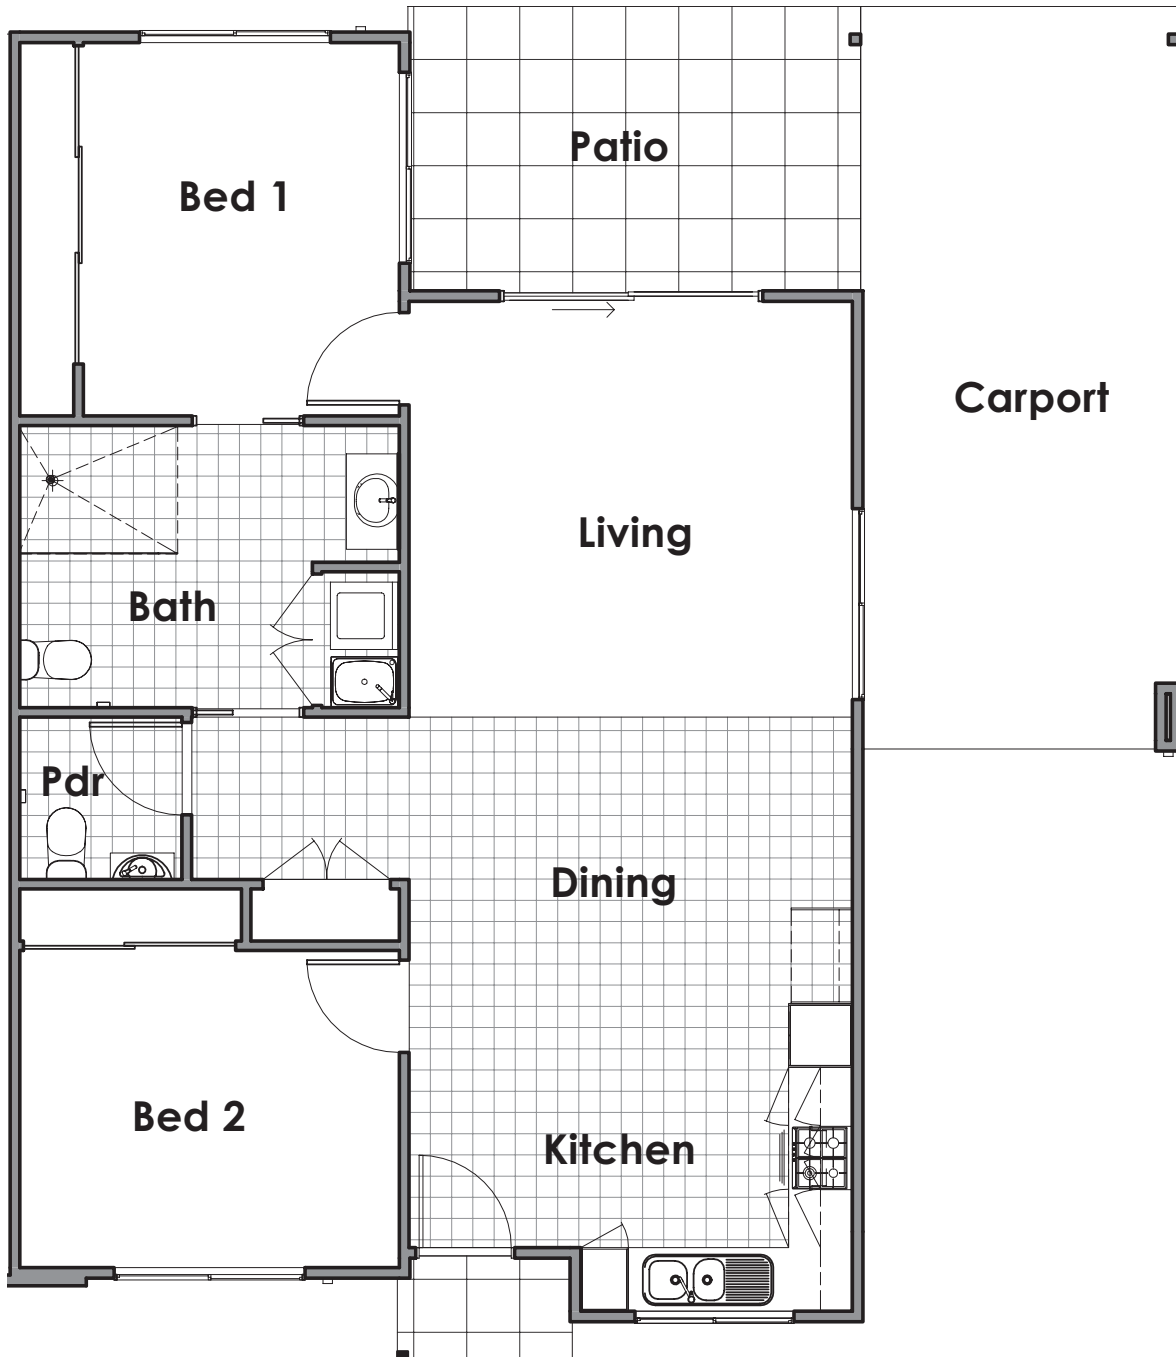 Patio
Bed 1
Carport
Living
Bath
Pdr
Dining
Bed 2
Kitchen